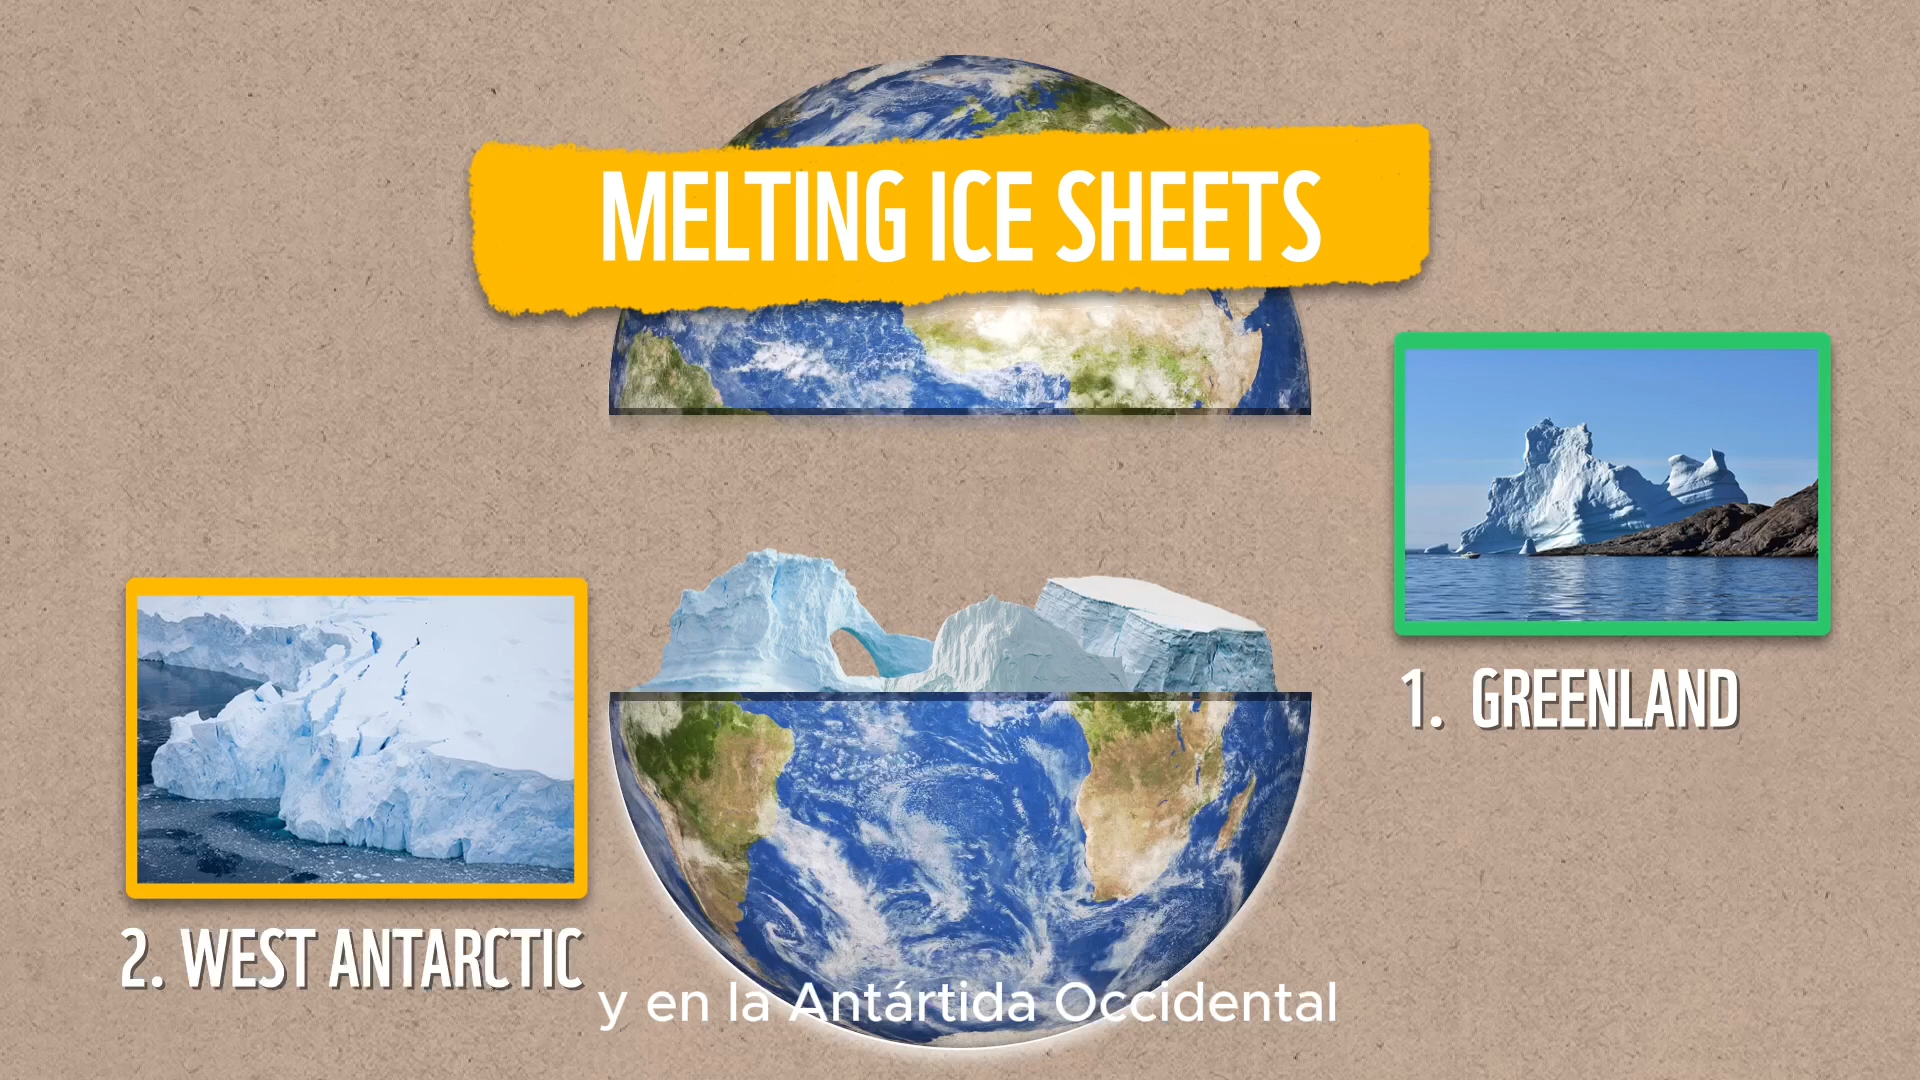 MELTING ICE SHEETS
1. GREENLAND
2. WEST ANTARCTIC
y en la Antártida Occidental